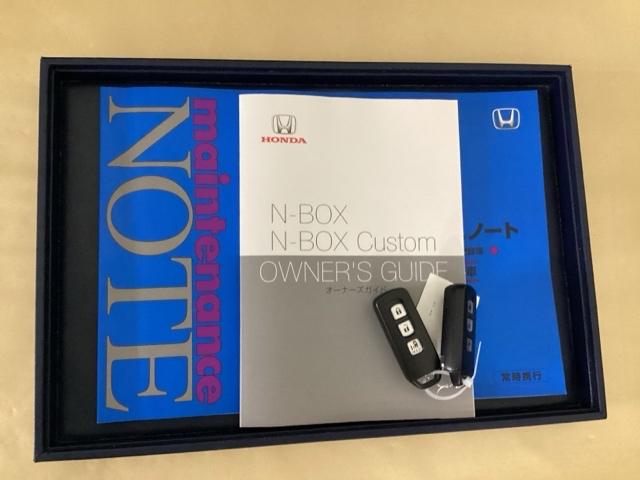 maintenance
NOTE
HONDA
N-BOX
N-BOX Custom
OWNER'S GUIDE
オーナーズガイド
ノート
車
常時携行